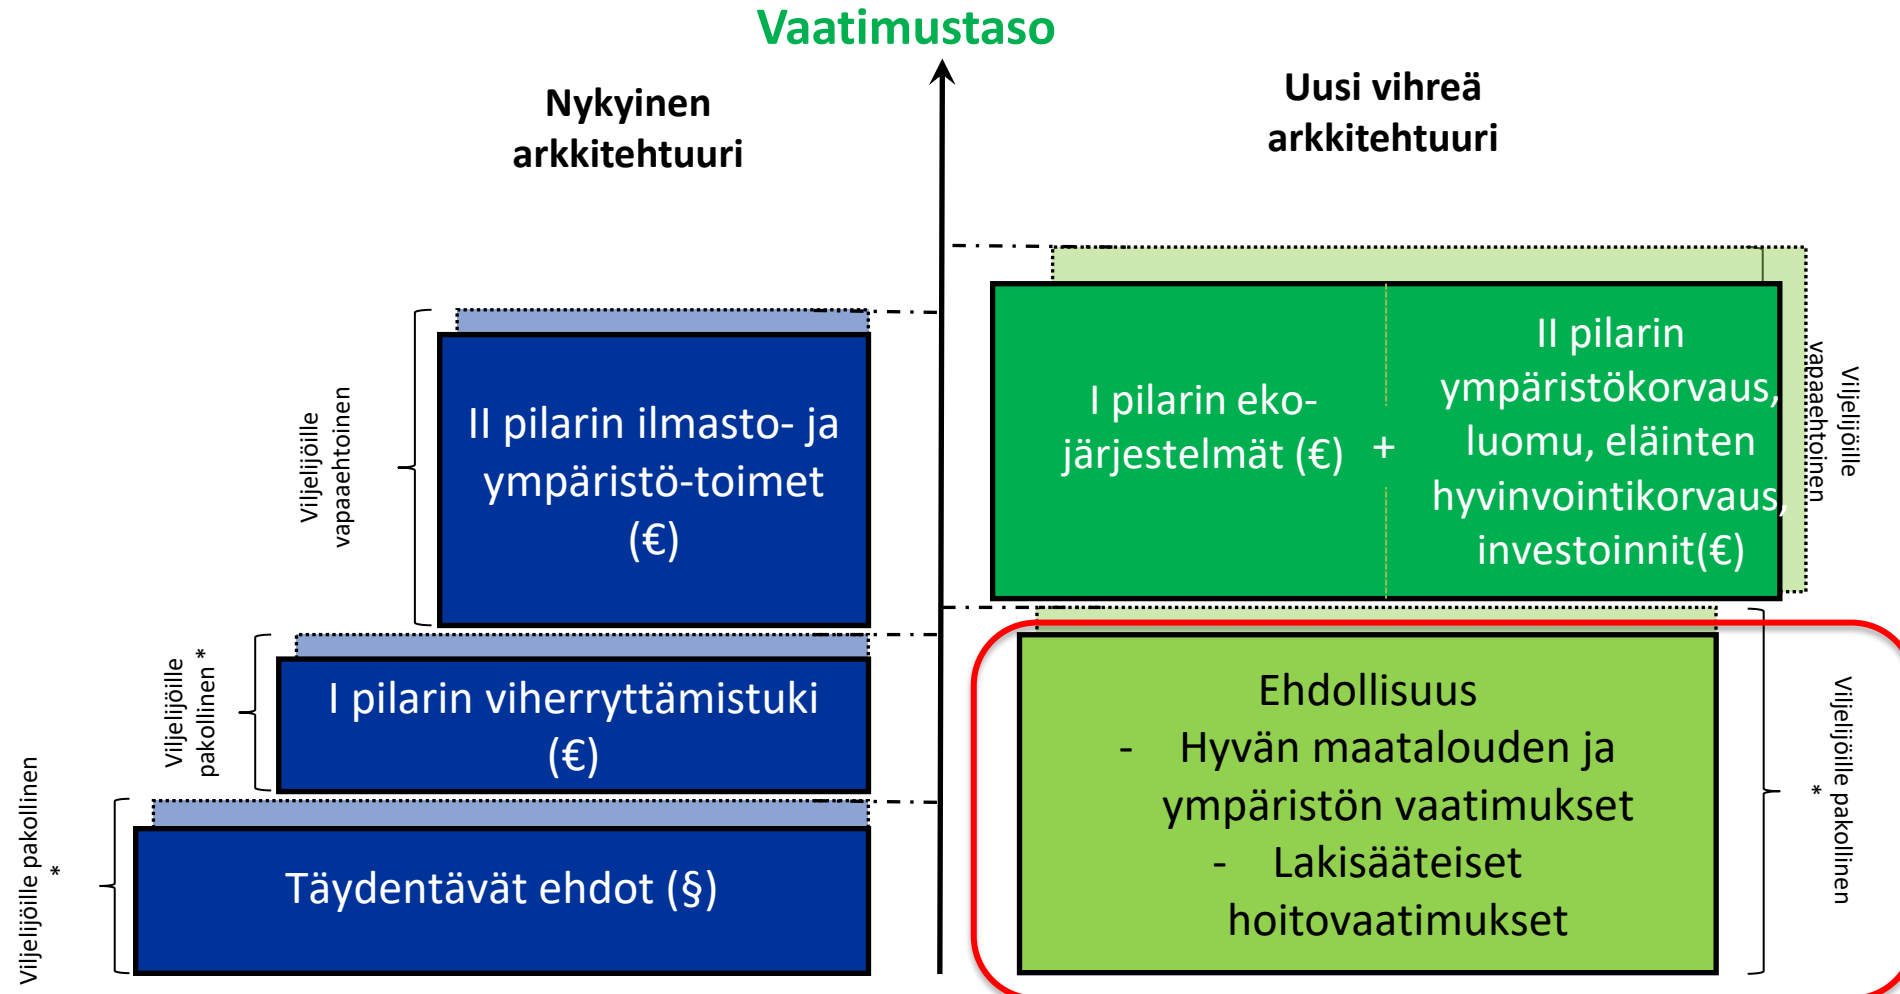 Vaatimustaso
Nykyinen
arkkitehtuuri
Uusi vihreä
arkkitehtuuri
Viljelijöille
vapaaehtoinen
II pilarin ilmasto- ja
ympäristö-toimet
(€)
Viljelijöille
pakollinen *
I pilarin viherryttämistuki
(€)
Viljelijöille pakollinen
*
Täydentävät ehdot (§)
I pilarin eko-
järjestelmät (€)
+
II pilarin
ympäristökorvaus,
luomu, eläinten
hyvinvointikorvaus,
investoinnit(€)
Viljelijöille
vapaaehtoinen
Ehdollisuus
- Hyvän maatalouden ja
ympäristön vaatimukset
- Lakisääteiset
hoitovaatimukset
Viljelijöille pakollinen
*